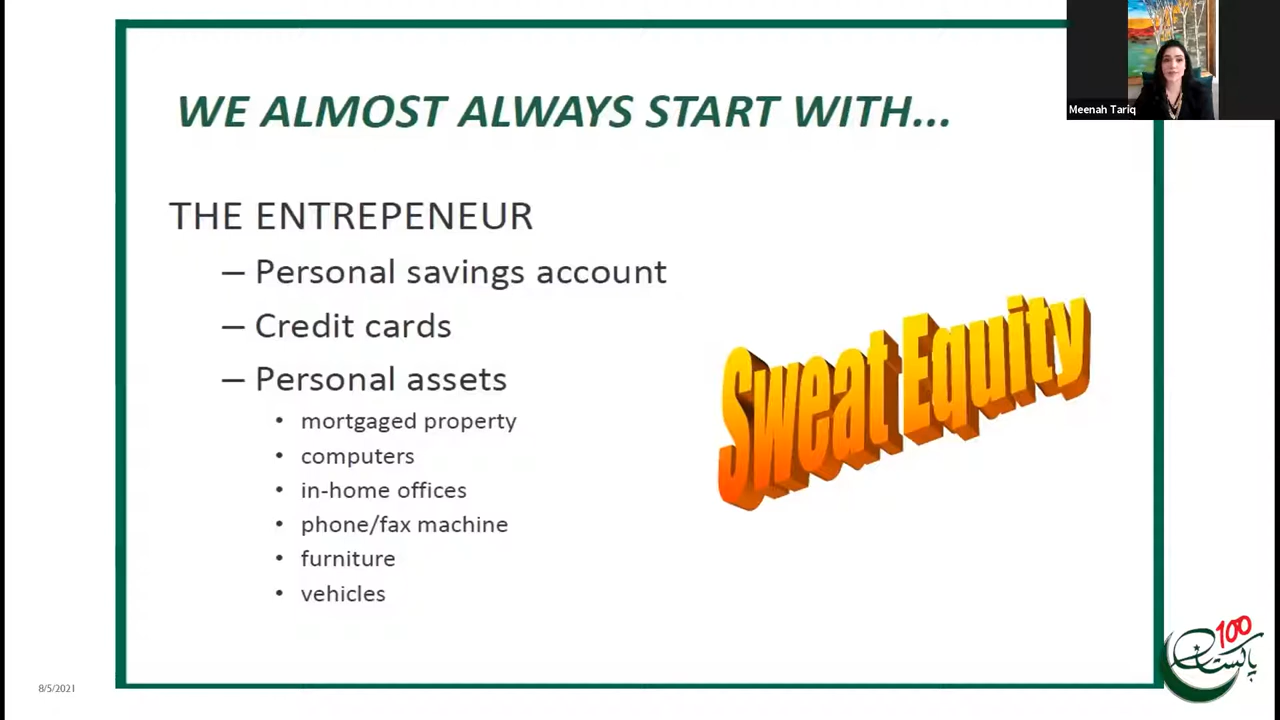 WE ALMOST ALWAYS START WITH...
Meenah Tariq
THE ENTREPENEUR
– Personal savings account
– Credit cards
– Personal assets
• mortgaged property
• computers
• in-home offices
• phone/fax machine
• furniture
• vehicles
Sweat Equity
100
پاکستان
8/5/2021